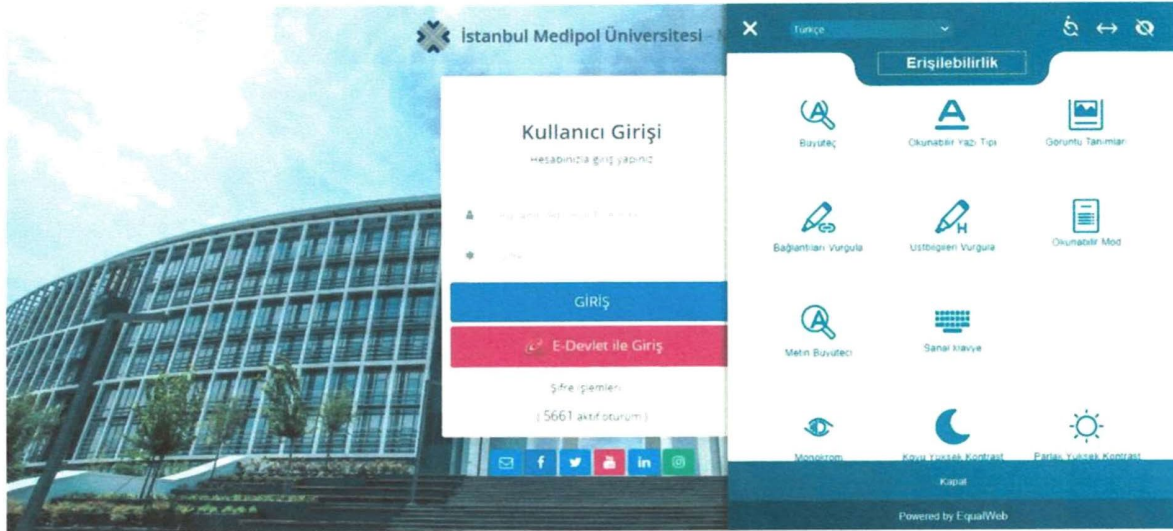 İstanbul Medipol Üniversitesi -
Kullanıcı Girişi
Hesabınızla giriş yapınız
GİRİŞ
E-Devlet ile Giriş
Şifre işlemleri
( 5661 aktif oturum )
Türkçe
Erişilebilirlik
Büyüteç
Okunabilir Yazı Tipi
Görüntü Tanımları
Bağlantıları Vurgula
Üstbilgileri Vurgula
Okunabilir Mod
Metin Büyüteci
Sanal klavye
Monokrom
Koyu Yüksek Kontrast
Parlak Yüksek Kontrast
Kapat
Powered by EqualWeb